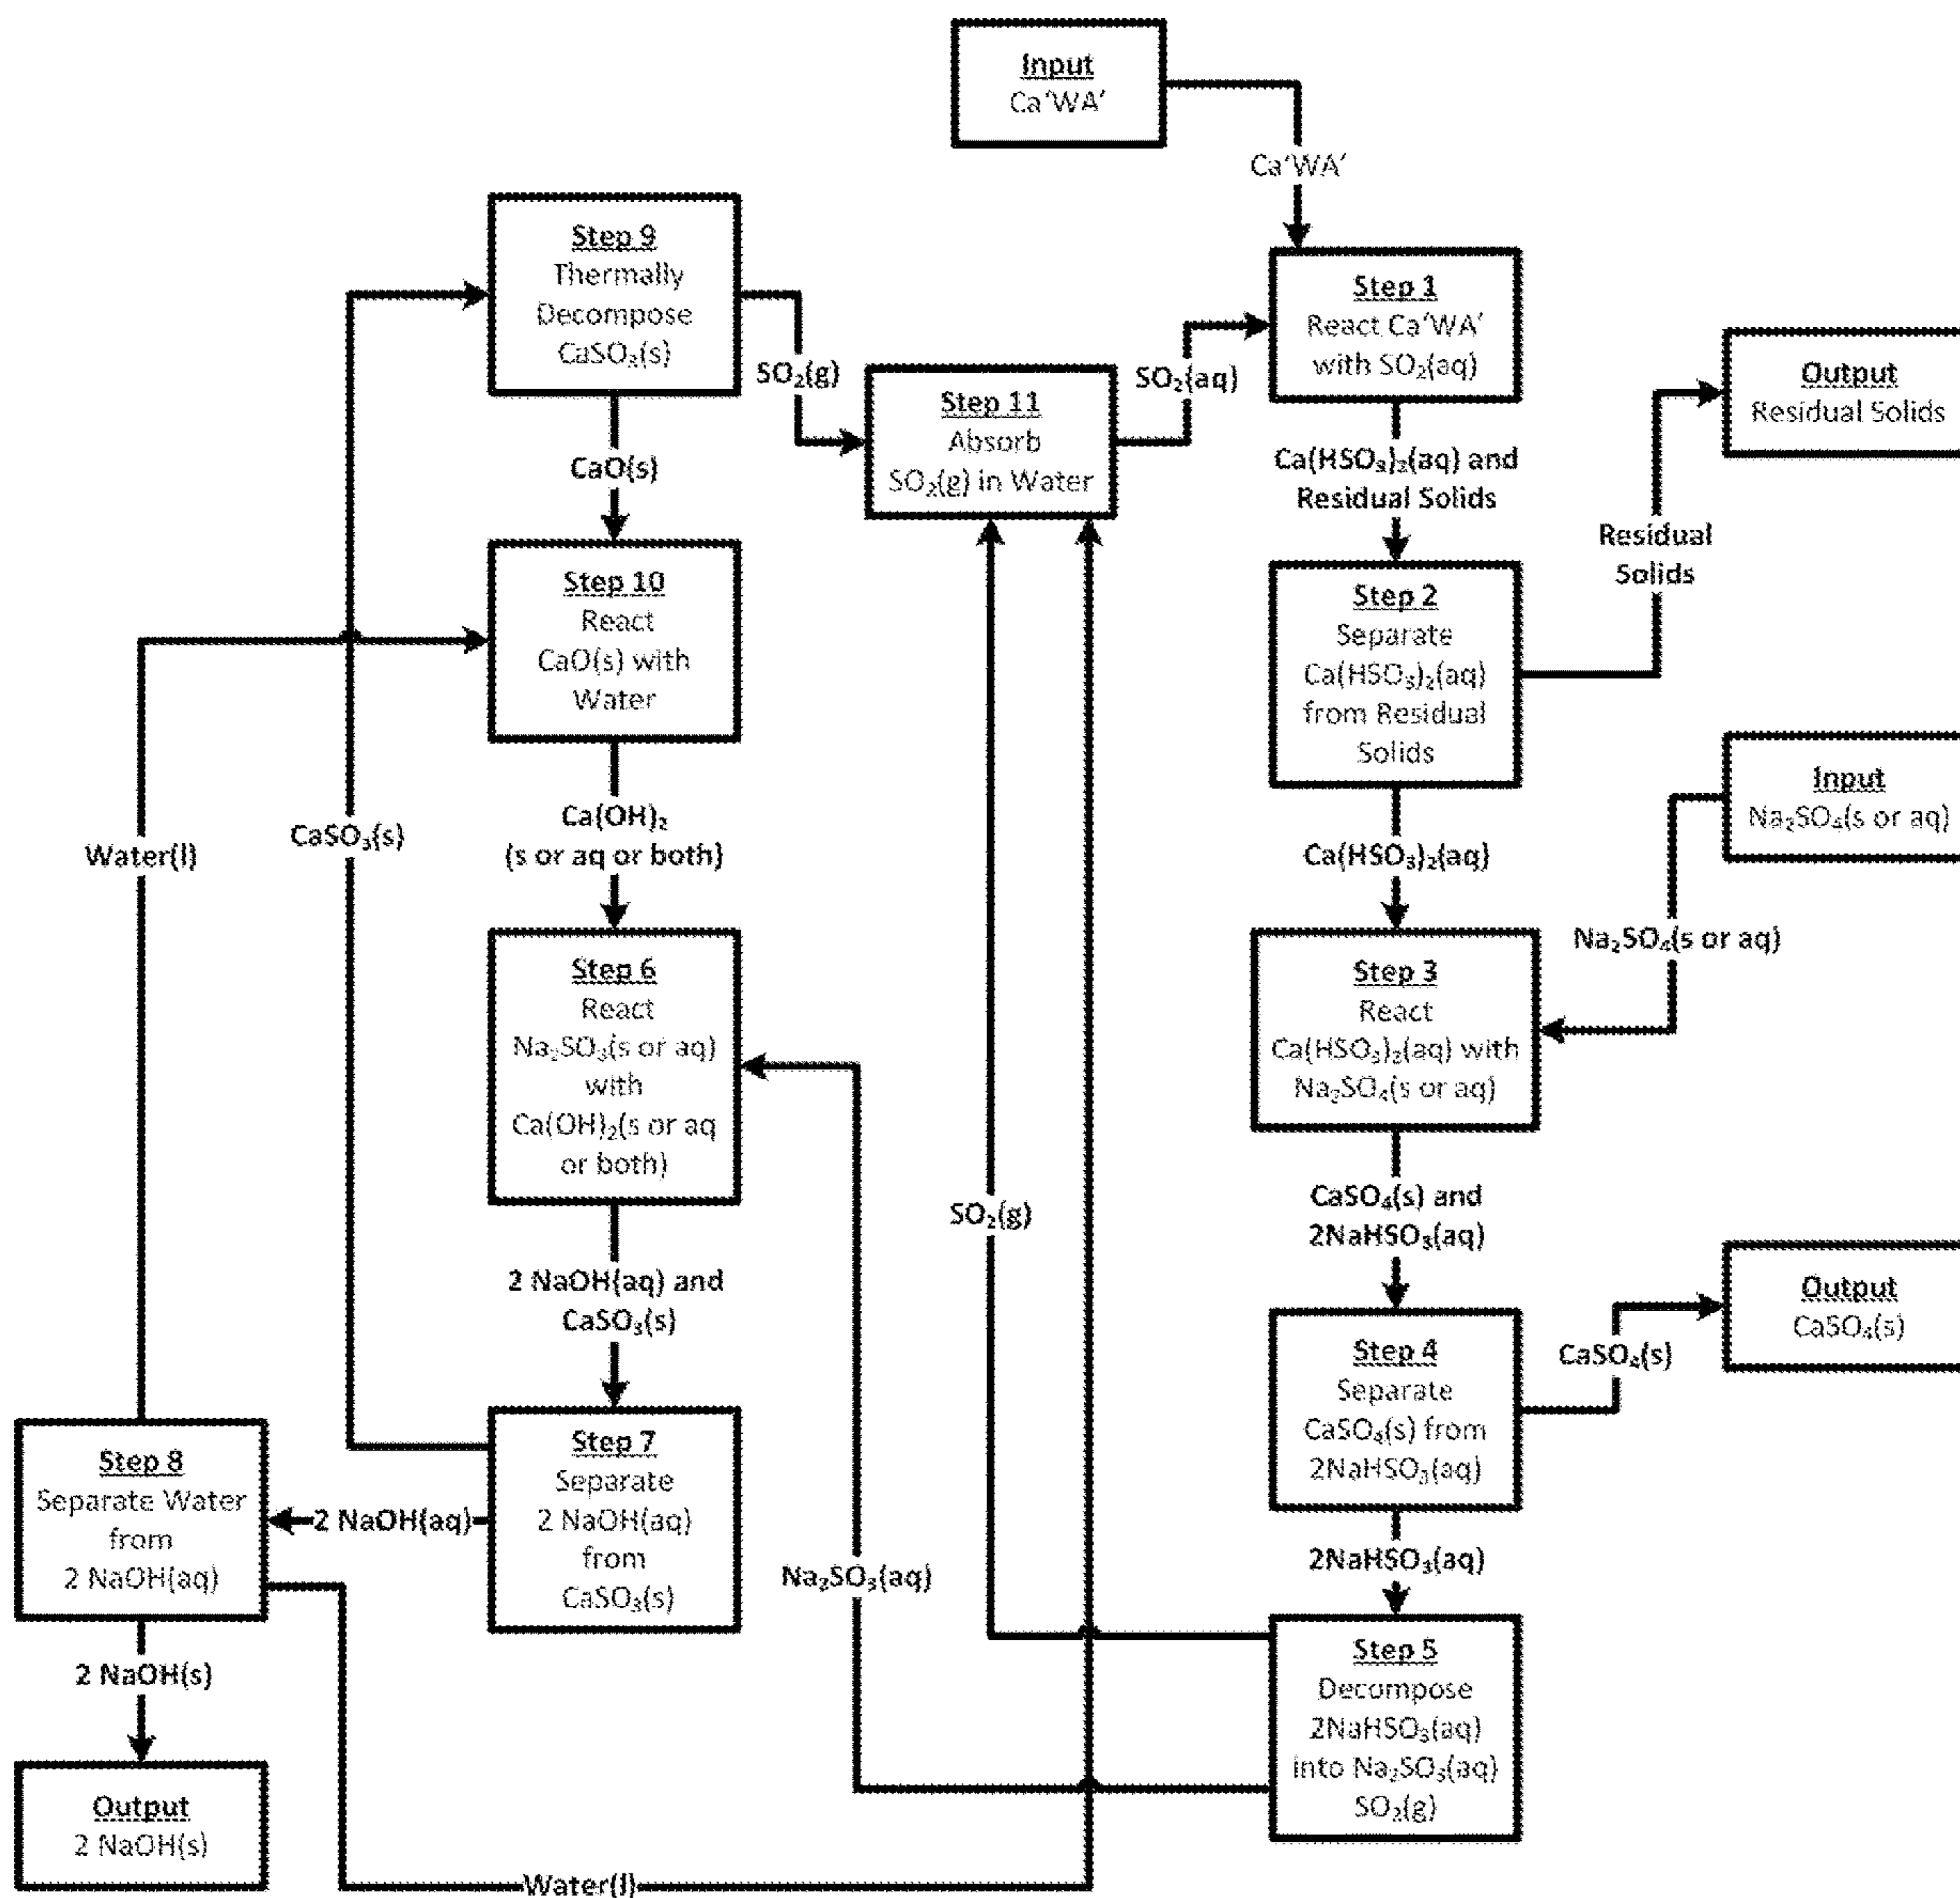 Input
Ca‘WA’
Ca‘WA’
Step 9
Thermally
Decompose
CaSO₃(s)
SO₂(g)
Step 11
Absorb
SO₂(g) in Water
SO₂(aq)
Step 1
React Ca‘WA’
with SO₂(aq)
Output
Residual Solids
CaO(s)
Ca(HSO₃)₂(aq) and
Residual Solids
Residual
Solids
Step 10
React
CaO(s) with
Water
Step 2
Separate
Ca(HSO₃)₂(aq)
from Residual
Solids
Input
Na₂SO₄(s or aq)
Water(l)
CaSO₃(s)
Ca(OH)₂
(s or aq or both)
Ca(HSO₃)₂(aq)
Na₂SO₄(s or aq)
Step 6
React
Na₂SO₃(s or aq)
with
Ca(OH)₂(s or aq
or both)
Step 3
React
Ca(HSO₃)₂(aq) with
Na₂SO₄(s or aq)
SO₂(g)
CaSO₄(s) and
2NaHSO₃(aq)
2 NaOH(aq) and
CaSO₃(s)
Output
CaSO₄(s)
Step 4
Separate
CaSO₄(s) from
2NaHSO₃(aq)
CaSO₄(s)
Step 8
Separate Water
from
2 NaOH(aq)
2 NaOH(aq)
Step 7
Separate
2 NaOH(aq)
from
CaSO₃(s)
Na₂SO₃(aq)
2NaHSO₃(aq)
2 NaOH(s)
Step 5
Decompose
2NaHSO₃(aq)
into Na₂SO₃(aq)
SO₂(g)
Output
2 NaOH(s)
Water(l)